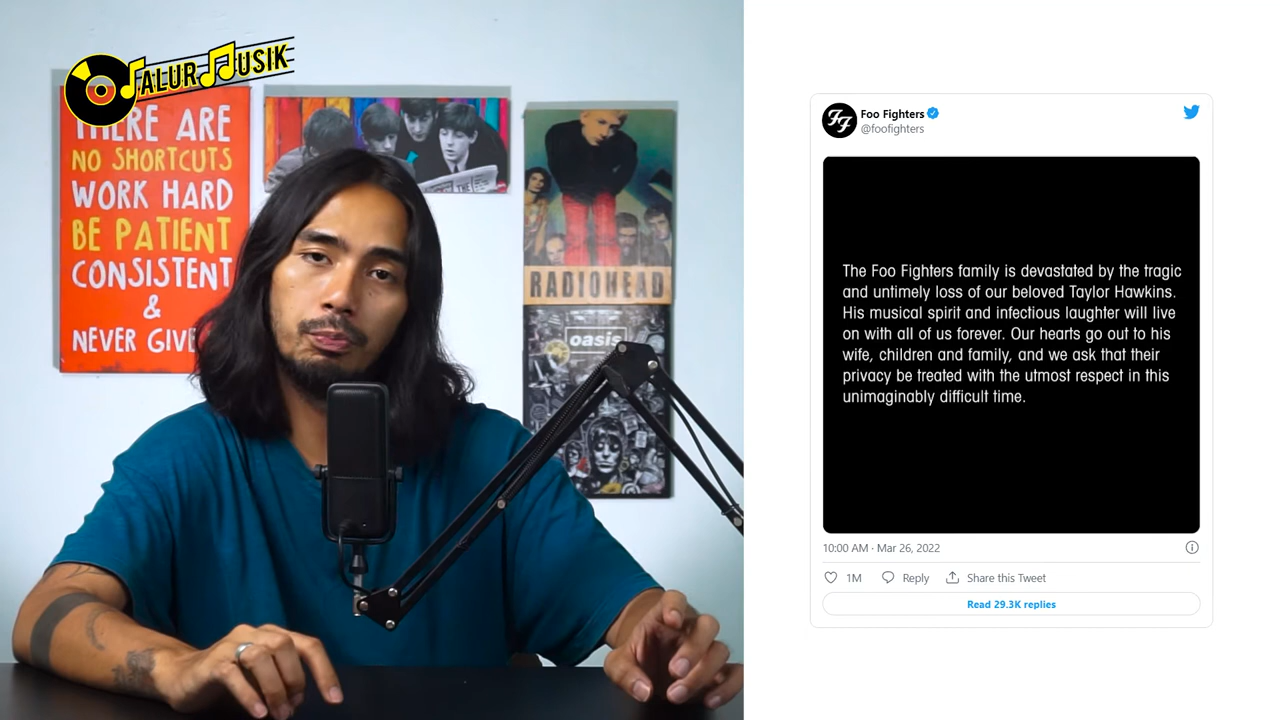 JALUR MUSIK
THERE ARE
NO SHORTCUTS
WORK HARD
BE PATIENT
CONSISTENT
&
NEVER GIVE
THE
RADIOHEAD
oasis
FF
Foo Fighters
@foofighters
The Foo Fighters family is devastated by the tragic
and untimely loss of our beloved Taylor Hawkins.
His musical spirit and infectious laughter will live
on with all of us forever. Our hearts go out to his
wife, children and family, and we ask that their
privacy be treated with the utmost respect in this
unimaginably difficult time.
10:00 AM · Mar 26, 2022
1M Reply Share this Tweet
Read 29.3K replies